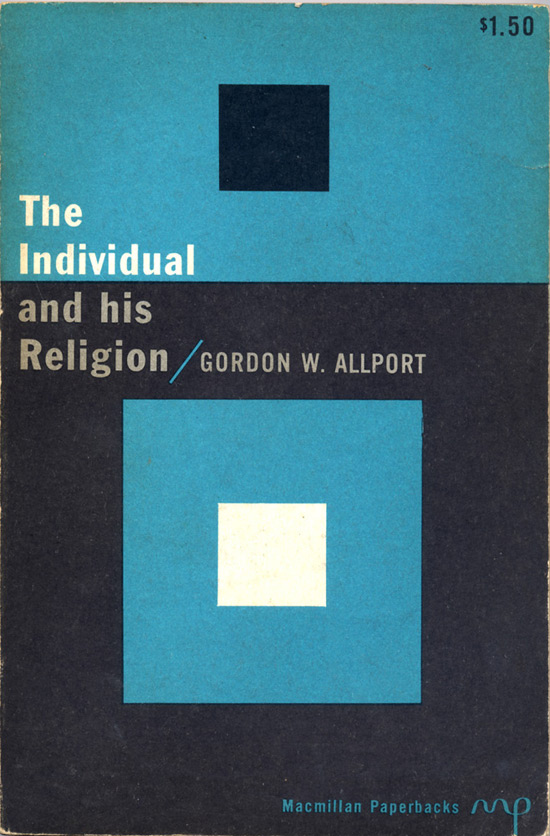 $1.50
The
Individual
and his
Religion / GORDON W. ALLPORT
Macmillan Paperbacks mp